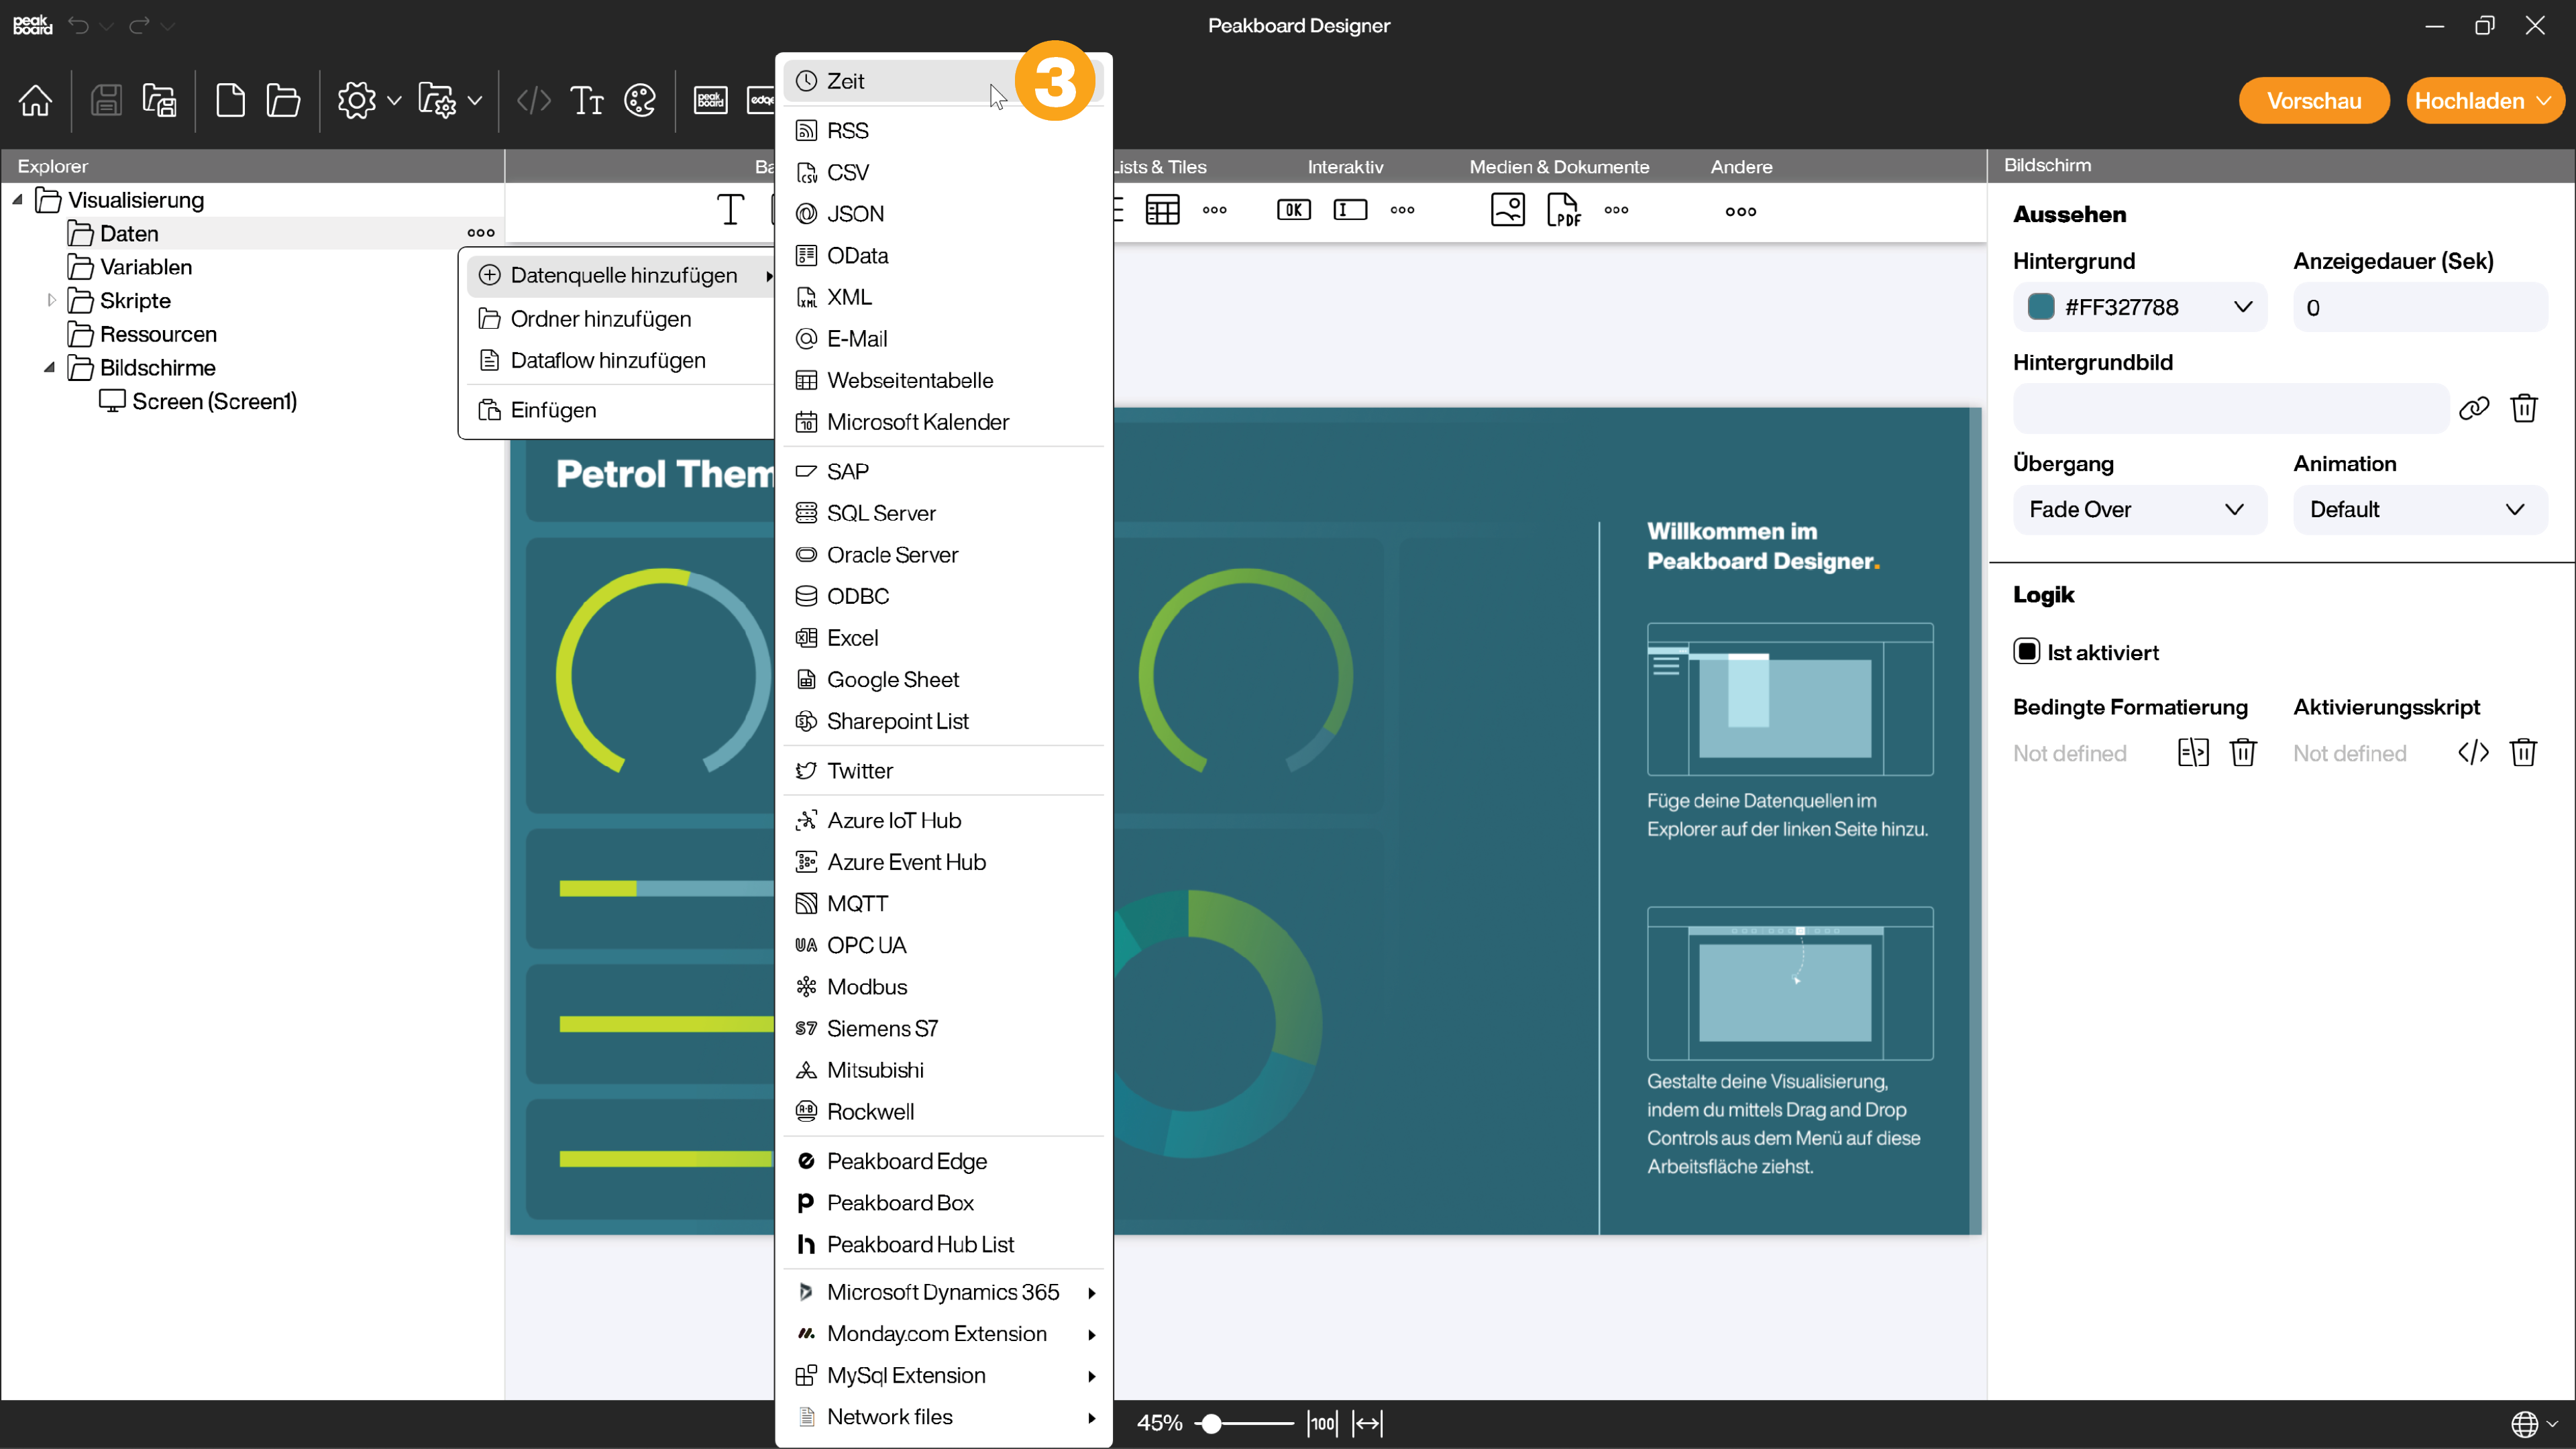 peak
board
Peakboard Designer
peak
board
edge
Vorschau
Hochladen
3
Explorer
Visualisierung
Daten
Variablen
Skripte
Ressourcen
Bildschirme
Screen (Screen1)
Datenquelle hinzufügen
Ordner hinzufügen
Dataflow hinzufügen
Einfügen
Zeit
RSS
CSV
JSON
OData
XML
E-Mail
Webseitentabelle
Microsoft Kalender
SAP
SQL Server
Oracle Server
ODBC
Excel
Google Sheet
Sharepoint List
Twitter
Azure IoT Hub
Azure Event Hub
MQTT
OPC UA
Modbus
Siemens S7
Mitsubishi
Rockwell
Peakboard Edge
Peakboard Box
Peakboard Hub List
Microsoft Dynamics 365
Monday.com Extension
MySql Extension
Network files
Lists & Tiles
Interaktiv
Medien & Dokumente
Andere
OK
PDF
Petrol Them
Willkommen im
Peakboard Designer.
Füge deine Datenquellen im
Explorer auf der linken Seite hinzu.
Gestalte deine Visualisierung,
indem du mittels Drag and Drop
Controls aus dem Menü auf diese
Arbeitsfläche ziehst.
Bildschirm
Aussehen
Hintergrund Anzeigedauer (Sek)
#FF327788 0
Hintergrundbild
Übergang Animation
Fade Over Default
Logik
Ist aktiviert
Bedingte Formatierung Aktivierungsskript
Not defined Not defined
45% 100